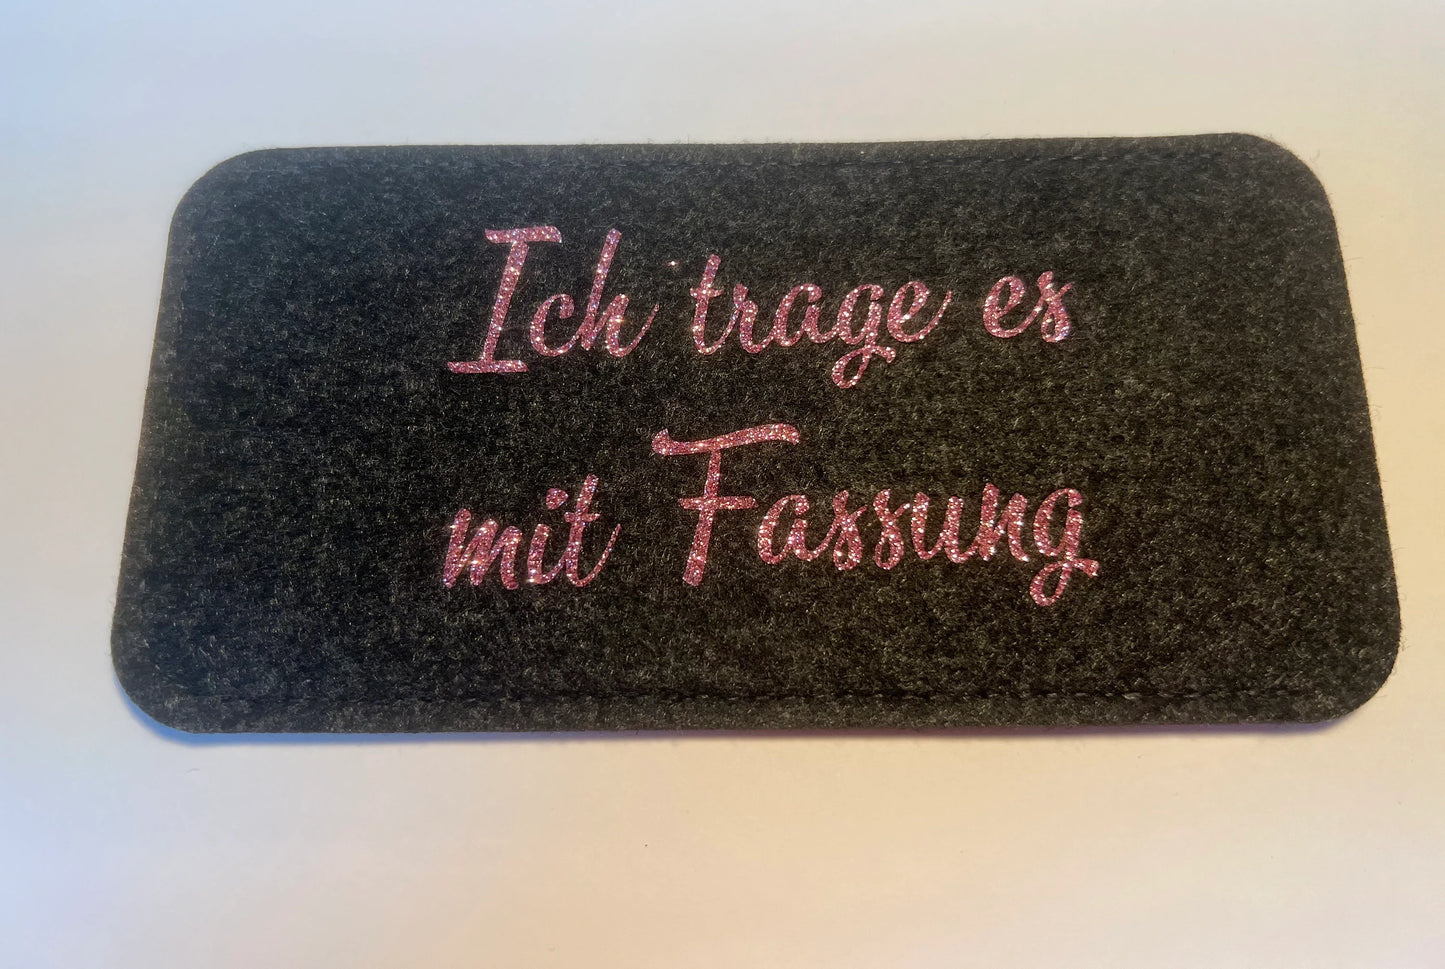 Ich trage es
mit Fassung